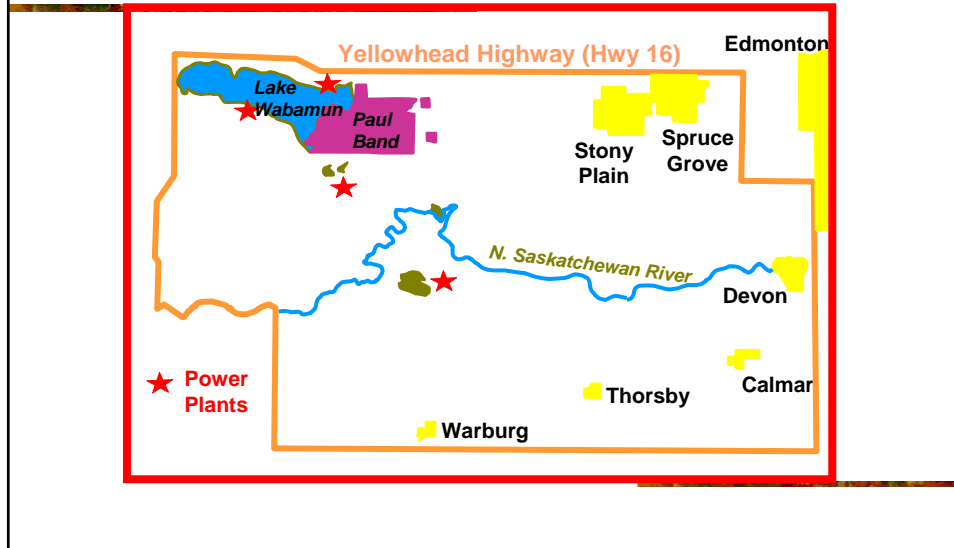 Edmonton
Yellowhead Highway (Hwy 16)
Lake
Wabamun
Paul
Band
Stony
Plain
Spruce
Grove
N. Saskatchewan River
Devon
Power
Plants
Calmar
Thorsby
Warburg